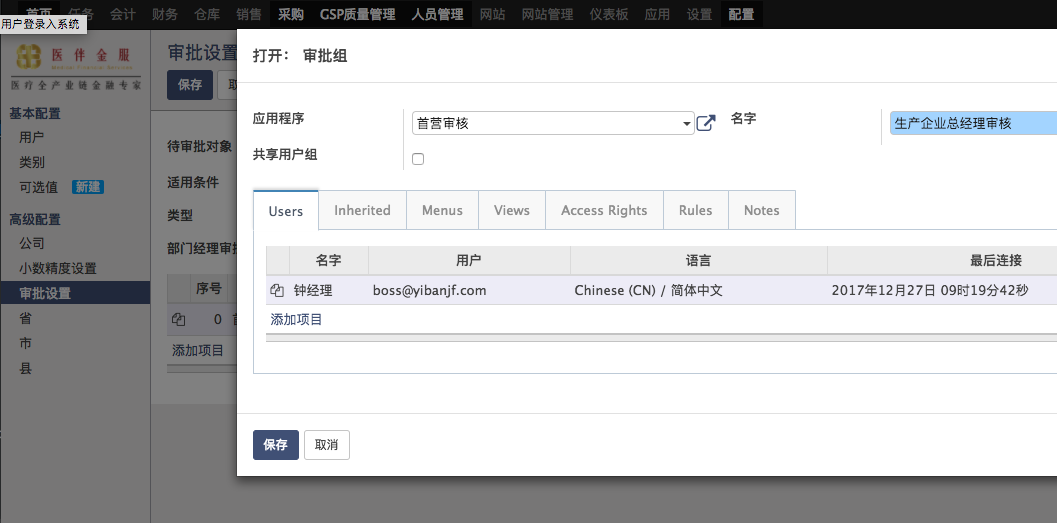 首页 任务 会计 财务 仓库 销售 采购 GSP质量管理 人员管理 网站 网站管理 仪表板 应用 设置 配置
用户登录入系统
医伴金服
医疗全产业链金融专家
基本配置
用户
类别
可选值 新建
高级配置
公司
小数精度设置
审批设置
省
市
县
审批设置
保存
待审批对象
适用条件
类型
部门经理审批
序号
0
添加项目
打开： 审批组
应用程序 首营审核 名字 生产企业总经理审核
共享用户组
Users Inherited Menus Views Access Rights Rules Notes
名字 用户 语言 最后连接
钟经理 boss@yibanjf.com Chinese (CN) / 简体中文 2017年12月27日 09时19分42秒
添加项目
保存 取消